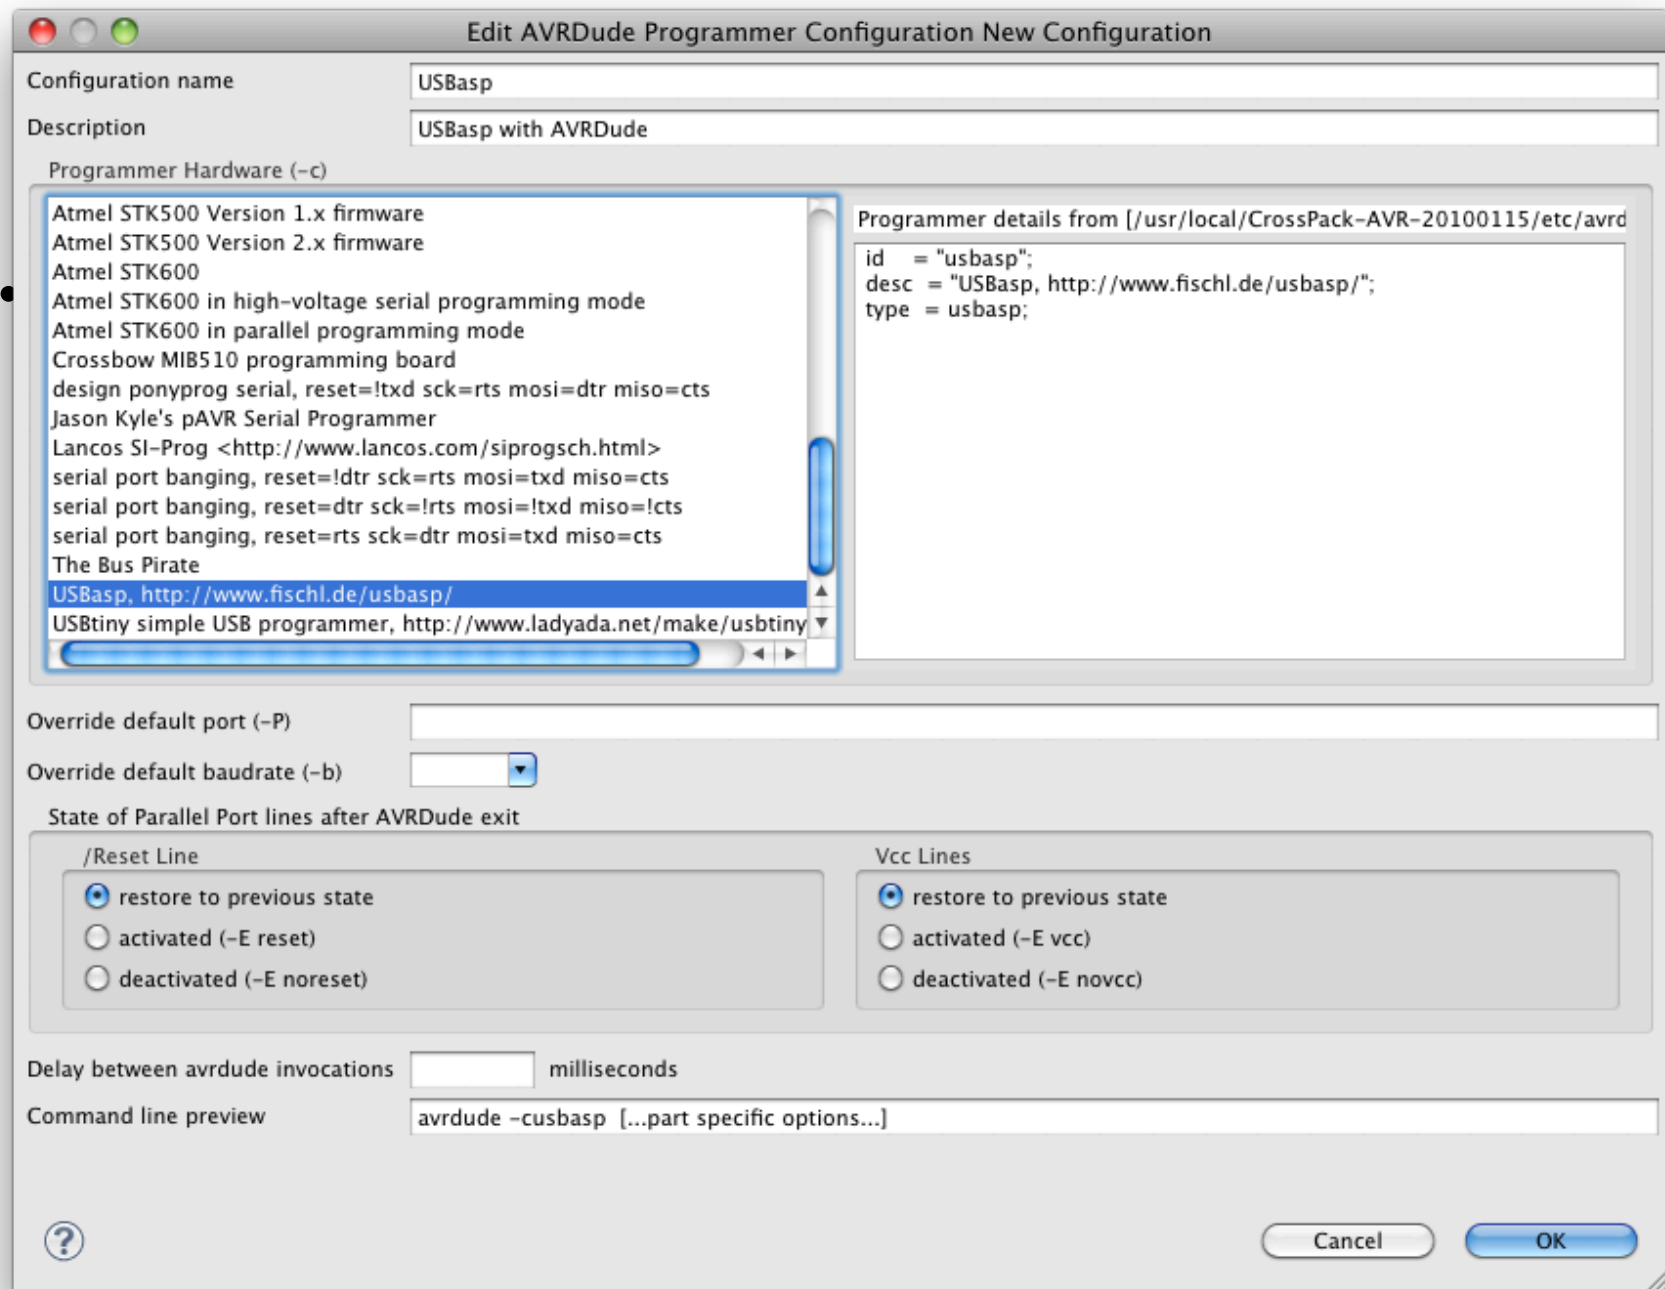 Edit AVRDude Programmer Configuration New Configuration
Configuration name
USBasp
Description
USBasp with AVRDude
Programmer Hardware (-c)
Atmel STK500 Version 1.x firmware
Atmel STK500 Version 2.x firmware
Atmel STK600
Atmel STK600 in high-voltage serial programming mode
Atmel STK600 in parallel programming mode
Crossbow MIB510 programming board
design ponyprog serial, reset=!txd sck=rts mosi=dtr miso=cts
Jason Kyle's pAVR Serial Programmer
Lancos SI-Prog <http://www.lancos.com/siprogsch.html>
serial port banging, reset=!dtr sck=rts mosi=txd miso=cts
serial port banging, reset=dtr sck=!rts mosi=!txd miso=!cts
serial port banging, reset=rts sck=dtr mosi=txd miso=cts
The Bus Pirate
USBasp, http://www.fischl.de/usbasp/
USBtiny simple USB programmer, http://www.ladyada.net/make/usbtiny
Programmer details from [/usr/local/CrossPack-AVR-20100115/etc/avrd
id = "usbasp";
desc = "USBasp, http://www.fischl.de/usbasp/";
type = usbasp;
Override default port (-P)
Override default baudrate (-b)
State of Parallel Port lines after AVRDude exit
/Reset Line
restore to previous state
activated (-E reset)
deactivated (-E noreset)
Vcc Lines
restore to previous state
activated (-E vcc)
deactivated (-E novcc)
Delay between avrdude invocations
milliseconds
Command line preview
avrdude -cusbasp [...part specific options...]
?
Cancel
OK